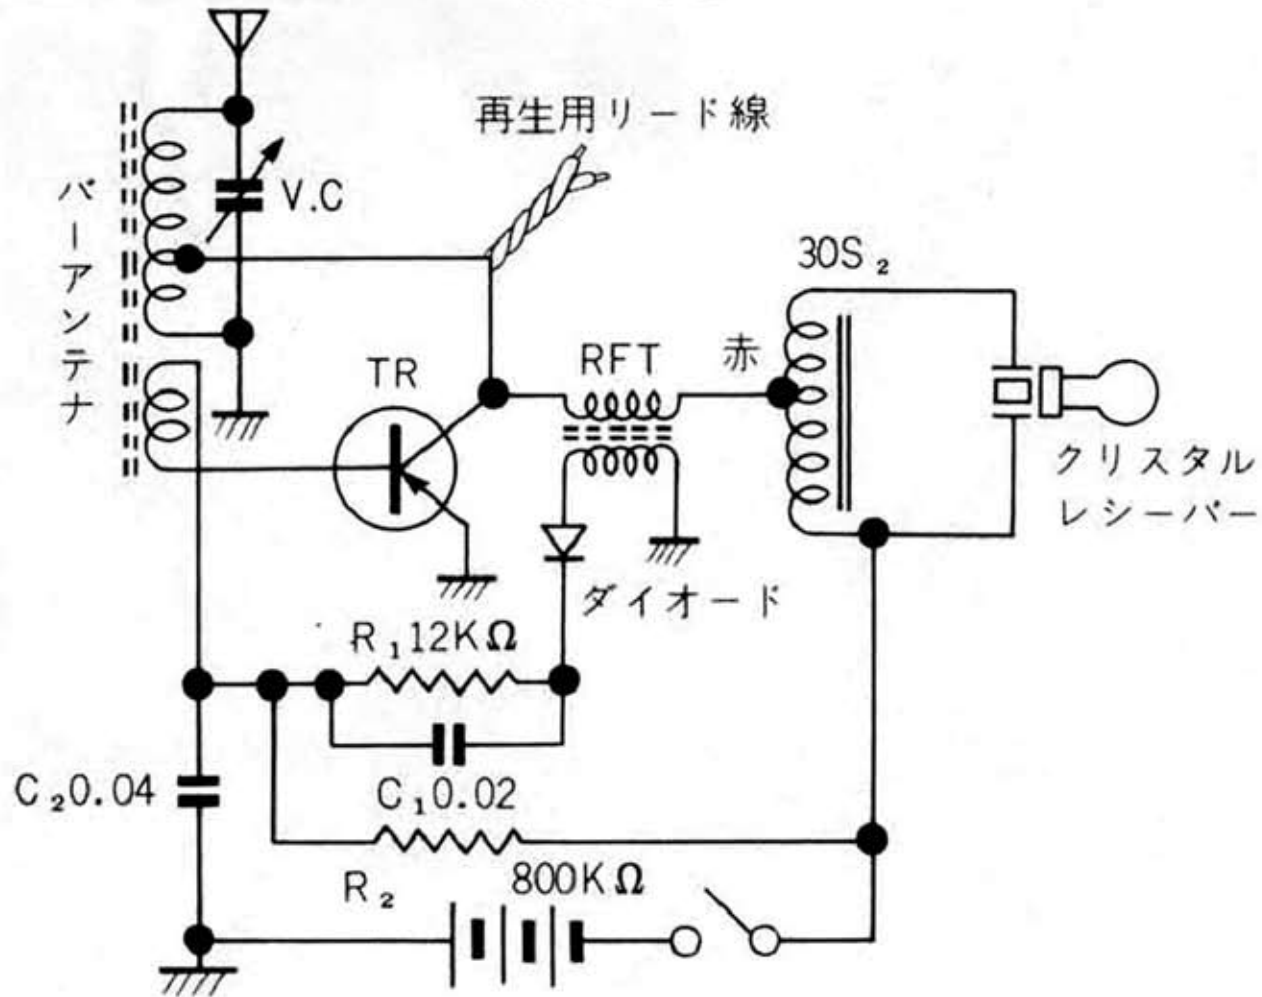 再生用リード線
バーアンテナ
V.C
30S₂
TR
RFT
赤
クリスタル
レシーバー
ダイオード
R₁12KΩ
C₂0.04
C₁0.02
R₂
800KΩ